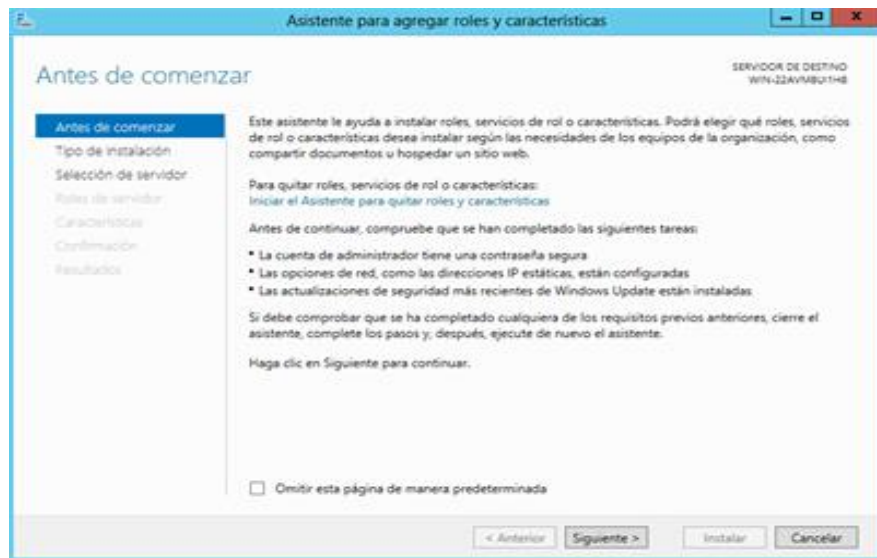 Asistente para agregar roles y características
Antes de comenzar
SERVIDOR DE DESTINO
WIN-22AVMBU1H8
Antes de comenzar
Tipo de instalación
Selección de servidor
Roles de servidor
Características
Confirmación
Resultados
Este asistente le ayuda a instalar roles, servicios de rol o características. Podrá elegir qué roles, servicios
de rol o características desea instalar según las necesidades de los equipos de la organización, como
compartir documentos u hospedar un sitio web.
Para quitar roles, servicios de rol o características:
Iniciar el Asistente para quitar roles y características
Antes de continuar, compruebe que se han completado las siguientes tareas:
• La cuenta de administrador tiene una contraseña segura
• Las opciones de red, como las direcciones IP estáticas, están configuradas
• Las actualizaciones de seguridad más recientes de Windows Update están instaladas
Si debe comprobar que se ha completado cualquiera de los requisitos previos anteriores, cierre el
asistente, complete los pasos y, después, ejecute de nuevo el asistente.
Haga clic en Siguiente para continuar.
Omitir esta página de manera predeterminada
< Anterior
Siguiente >
Instalar
Cancelar